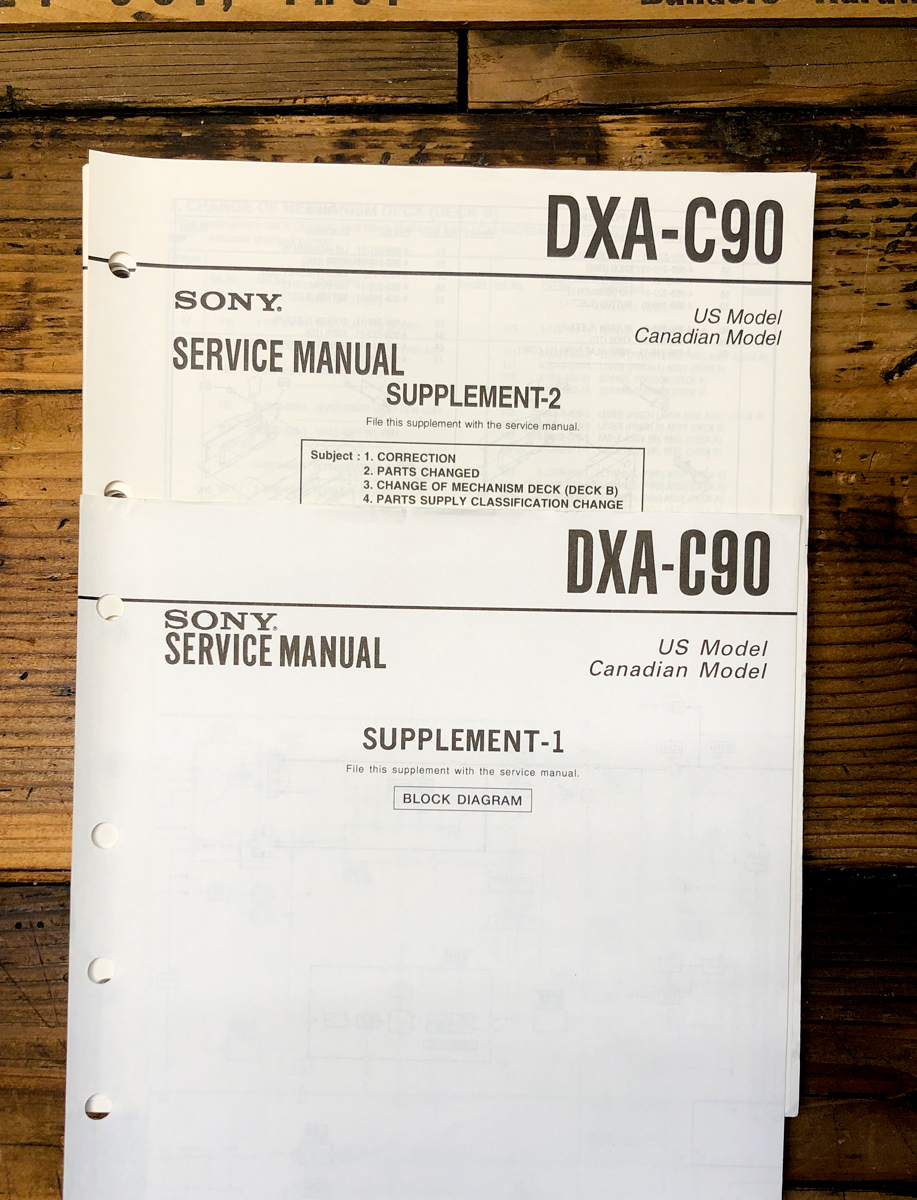 DXA-C90
SONY.
US Model
Canadian Model
SERVICE MANUAL
SUPPLEMENT-2
File this supplement with the service manual.
Subject : 1. CORRECTION
2. PARTS CHANGED
3. CHANGE OF MECHANISM DECK (DECK B)
4. PARTS SUPPLY CLASSIFICATION CHANGE
DXA-C90
SONY.
SERVICE MANUAL
US Model
Canadian Model
SUPPLEMENT-1
File this supplement with the service manual.
BLOCK DIAGRAM